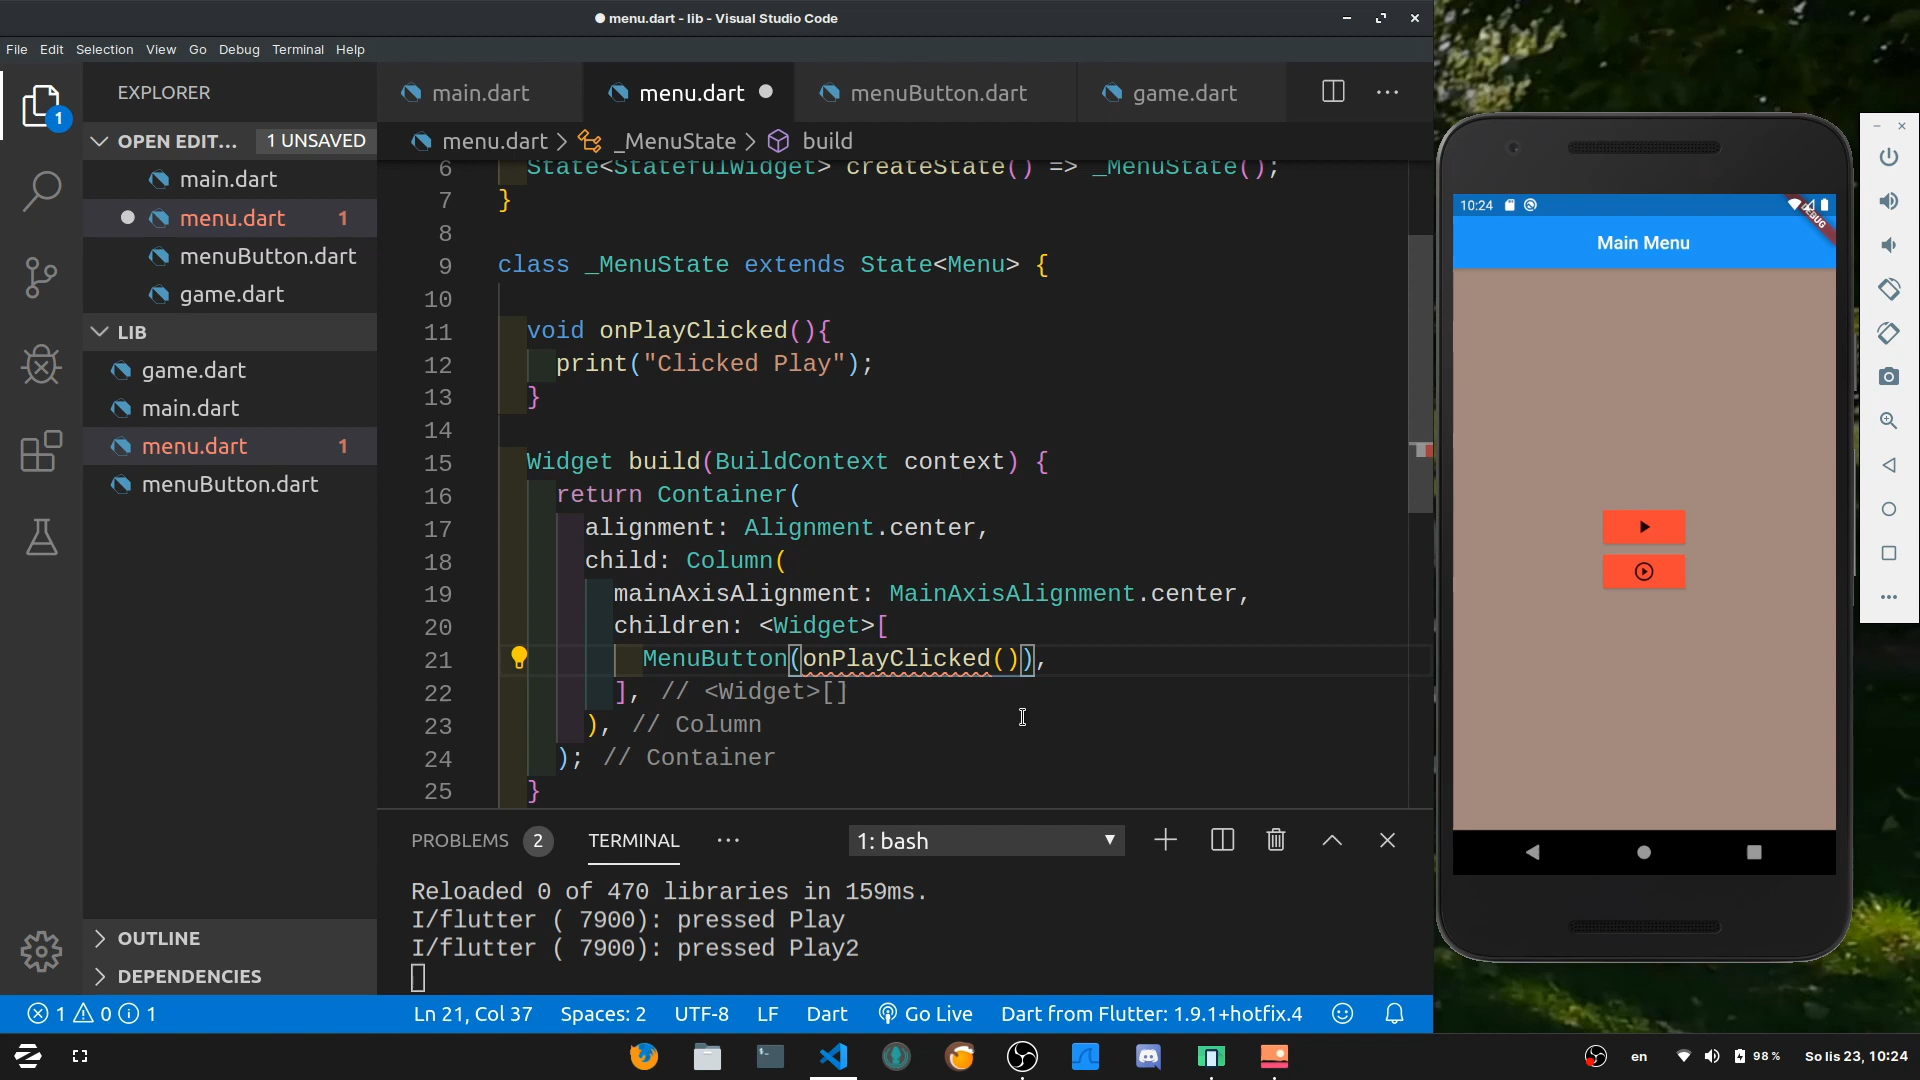 menu.dart - lib - Visual Studio Code
File Edit Selection View Go Debug Terminal Help
EXPLORER
OPEN EDIT... 1 UNSAVED
main.dart
menu.dart 1
menuButton.dart
game.dart
LIB
game.dart
main.dart
menu.dart 1
menuButton.dart
OUTLINE
DEPENDENCIES
1
main.dart menu.dart menuButton.dart game.dart
menu.dart > _MenuState > build
6 State<StatefulWidget> createState() => _MenuState();
7 }
8
9 class _MenuState extends State<Menu> {
10
11 void onPlayClicked(){
12 print("Clicked Play");
13 }
14
15 Widget build(BuildContext context) {
16 return Container(
17 alignment: Alignment.center,
18 child: Column(
19 mainAxisAlignment: MainAxisAlignment.center,
20 children: <Widget>[
21 MenuButton(onPlayClicked()),
22 ], // <Widget>[]
23 ), // Column
24 ); // Container
25 }
PROBLEMS 2 TERMINAL ... 1: bash
Reloaded 0 of 470 libraries in 159ms.
I/flutter ( 7900): pressed Play
I/flutter ( 7900): pressed Play2
1 0 1 Ln 21, Col 37 Spaces: 2 UTF-8 LF Dart Go Live Dart from Flutter: 1.9.1+hotfix.4
10:24
DEBUG
Main Menu
en 98% So lis 23, 10:24